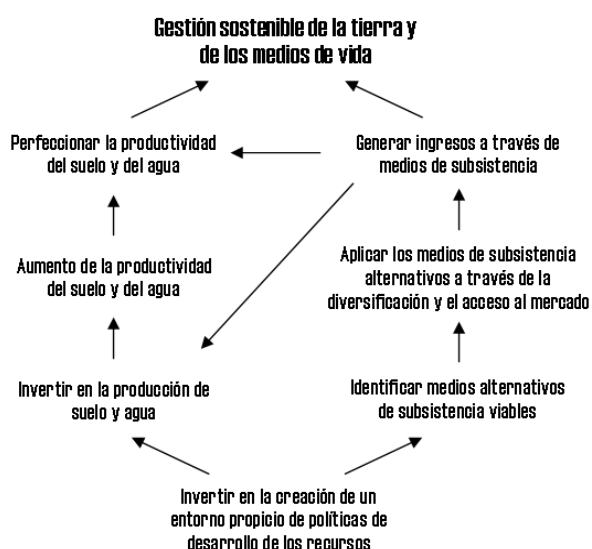 Gestión sostenible de la tierra y
de los medios de vida
Perfeccionar la productividad
del suelo y del agua
Generar ingresos a través de
medios de subsistencia
Aumento de la productividad
del suelo y del agua
Aplicar los medios de subsistencia
alternativos a través de la
diversificación y el acceso al mercado
Invertir en la producción de
suelo y agua
Identificar medios alternativos
de subsistencia viables
Invertir en la creación de un
entorno propicio de políticas de
desarrollo de los recursos